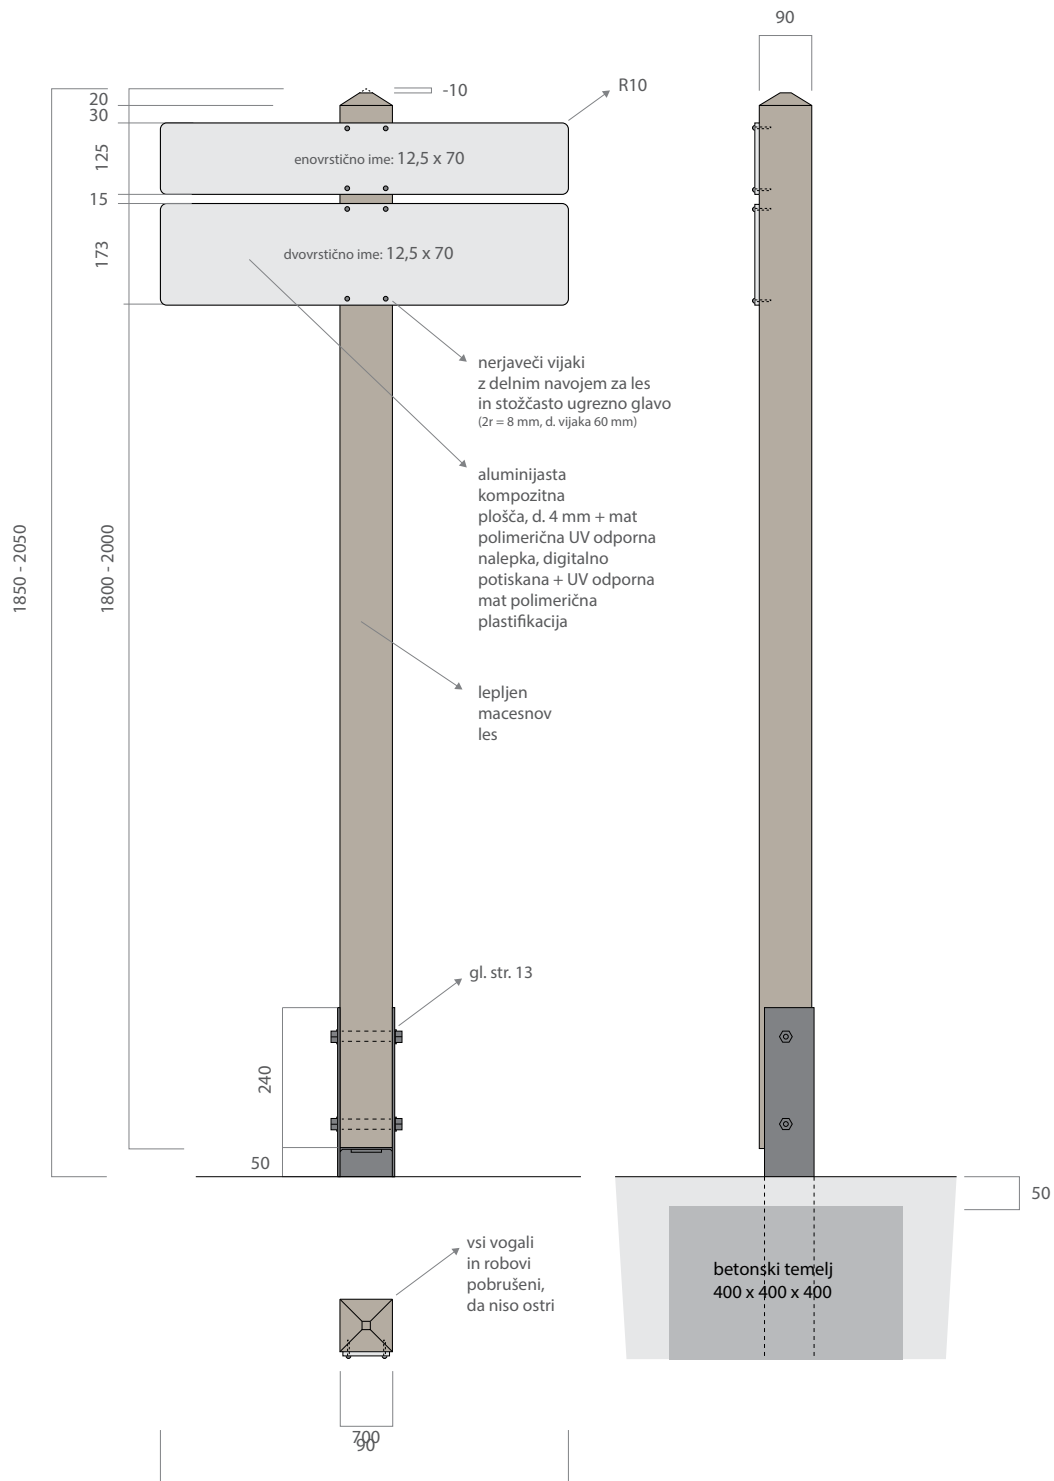 90
-10
R10
20
30
125
enovrstično ime: 12,5 x 70
15
173
dvovrstično ime: 12,5 x 70
nerjaveči vijaki
z delnim navojem za les
in stožčasto ugrezno glavo
(2r = 8 mm, d. vijaka 60 mm)
aluminijasta
kompozitna
plošča, d. 4 mm + mat
polimerična UV odporna
nalepka, digitalno
potiskana + UV odporna
mat polimerična
plastifikacija
1850 - 2050
1800 - 2000
lepljen
macesnov
les
gl. str. 13
240
50
50
vsi vogali
in robovi
pobrušeni,
da niso ostri
betonski temelj
400 x 400 x 400
700
90